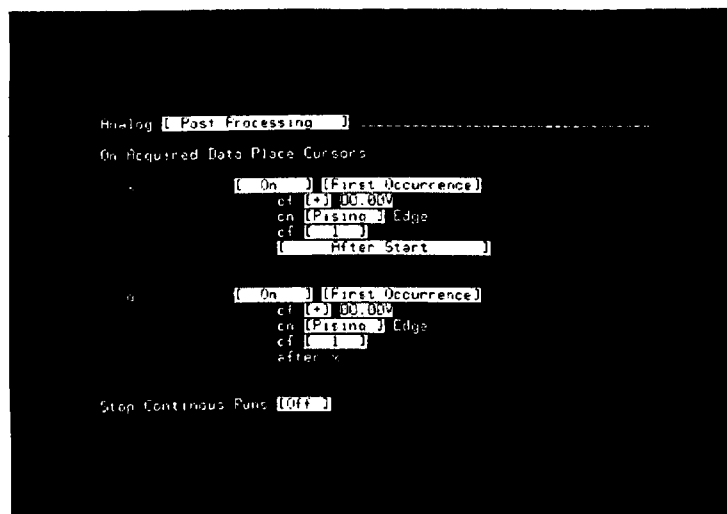 Analog [ Post Processing ]
On Acquired Data Place Cursors
x [ On ] [First Occurrence]
of [+] 00.00V
on [Rising ] Edge
of [ 1 ]
[ After Start ]
o [ On ] [First Occurrence]
of [+] 00.00V
on [Rising ] Edge
of [ 1 ]
after x
Stop Continous Runs [Off ]